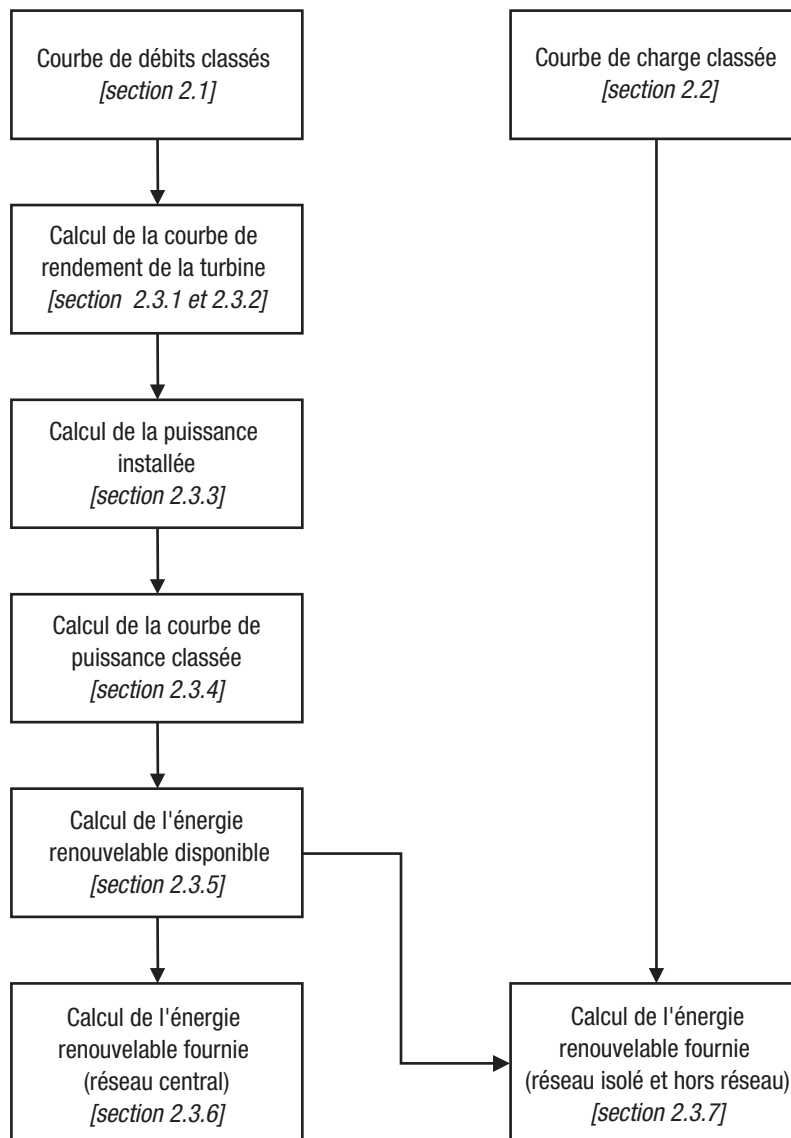 Courbe de débits classés
[section 2.1]
Courbe de charge classée
[section 2.2]
Calcul de la courbe de
rendement de la turbine
[section 2.3.1 et 2.3.2]
Calcul de la puissance
installée
[section 2.3.3]
Calcul de la courbe de
puissance classée
[section 2.3.4]
Calcul de l'énergie
renouvelable disponible
[section 2.3.5]
Calcul de l'énergie
renouvelable fournie
(réseau central)
[section 2.3.6]
Calcul de l'énergie
renouvelable fournie
(réseau isolé et hors réseau)
[section 2.3.7]